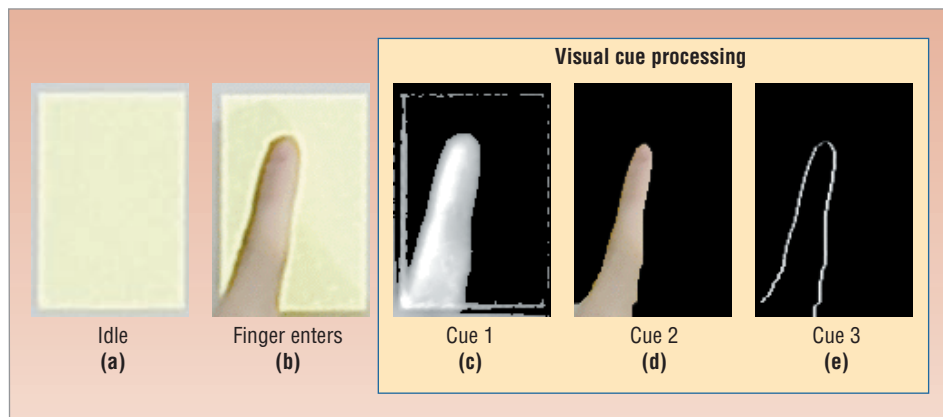 Visual cue processing
Idle
(a)
Finger enters
(b)
Cue 1
(c)
Cue 2
(d)
Cue 3
(e)